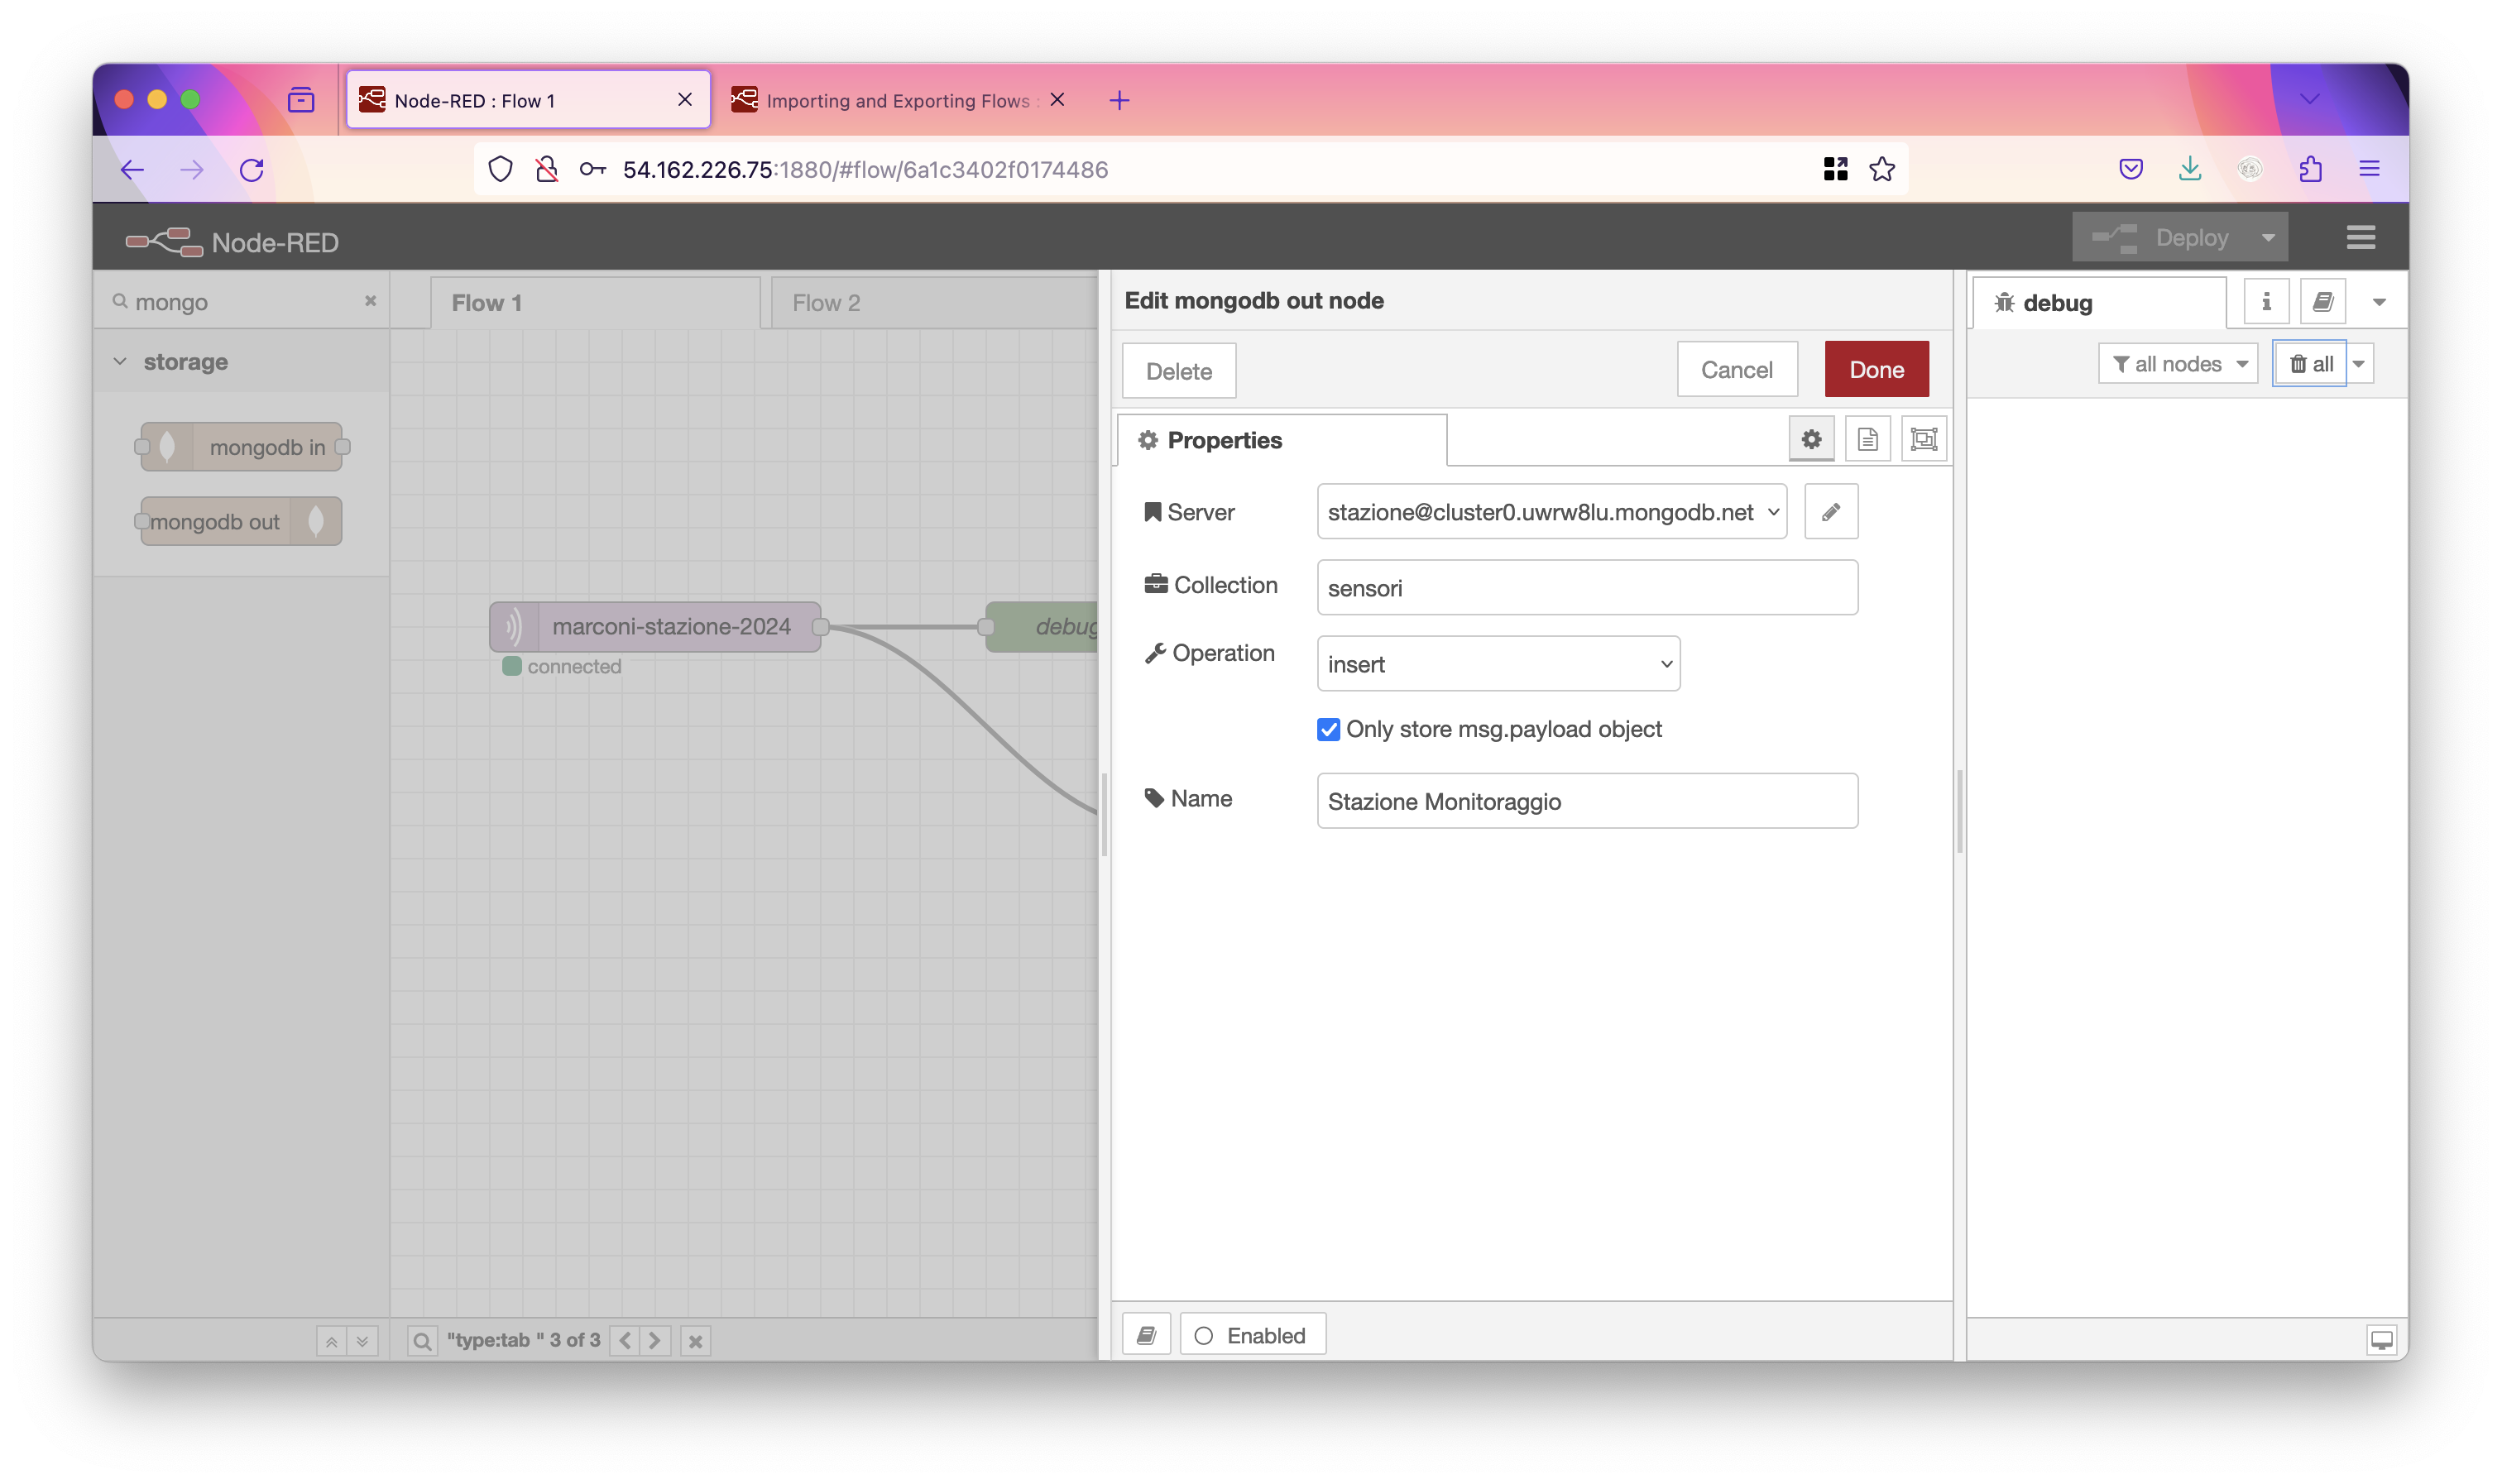 Node-RED : Flow 1
Importing and Exporting Flows :
54.162.226.75:1880/#flow/6a1c3402f0174486
Node-RED
Deploy
mongo
Flow 1
Flow 2
Edit mongodb out node
debug
storage
Delete
Cancel
Done
all nodes
all
mongodb in
mongodb out
Properties
Server
stazione@cluster0.uwrw8lu.mongodb.net
Collection
sensori
marconi-stazione-2024
debug
connected
Operation
insert
Only store msg.payload object
Name
Stazione Monitoraggio
"type:tab " 3 of 3
Enabled